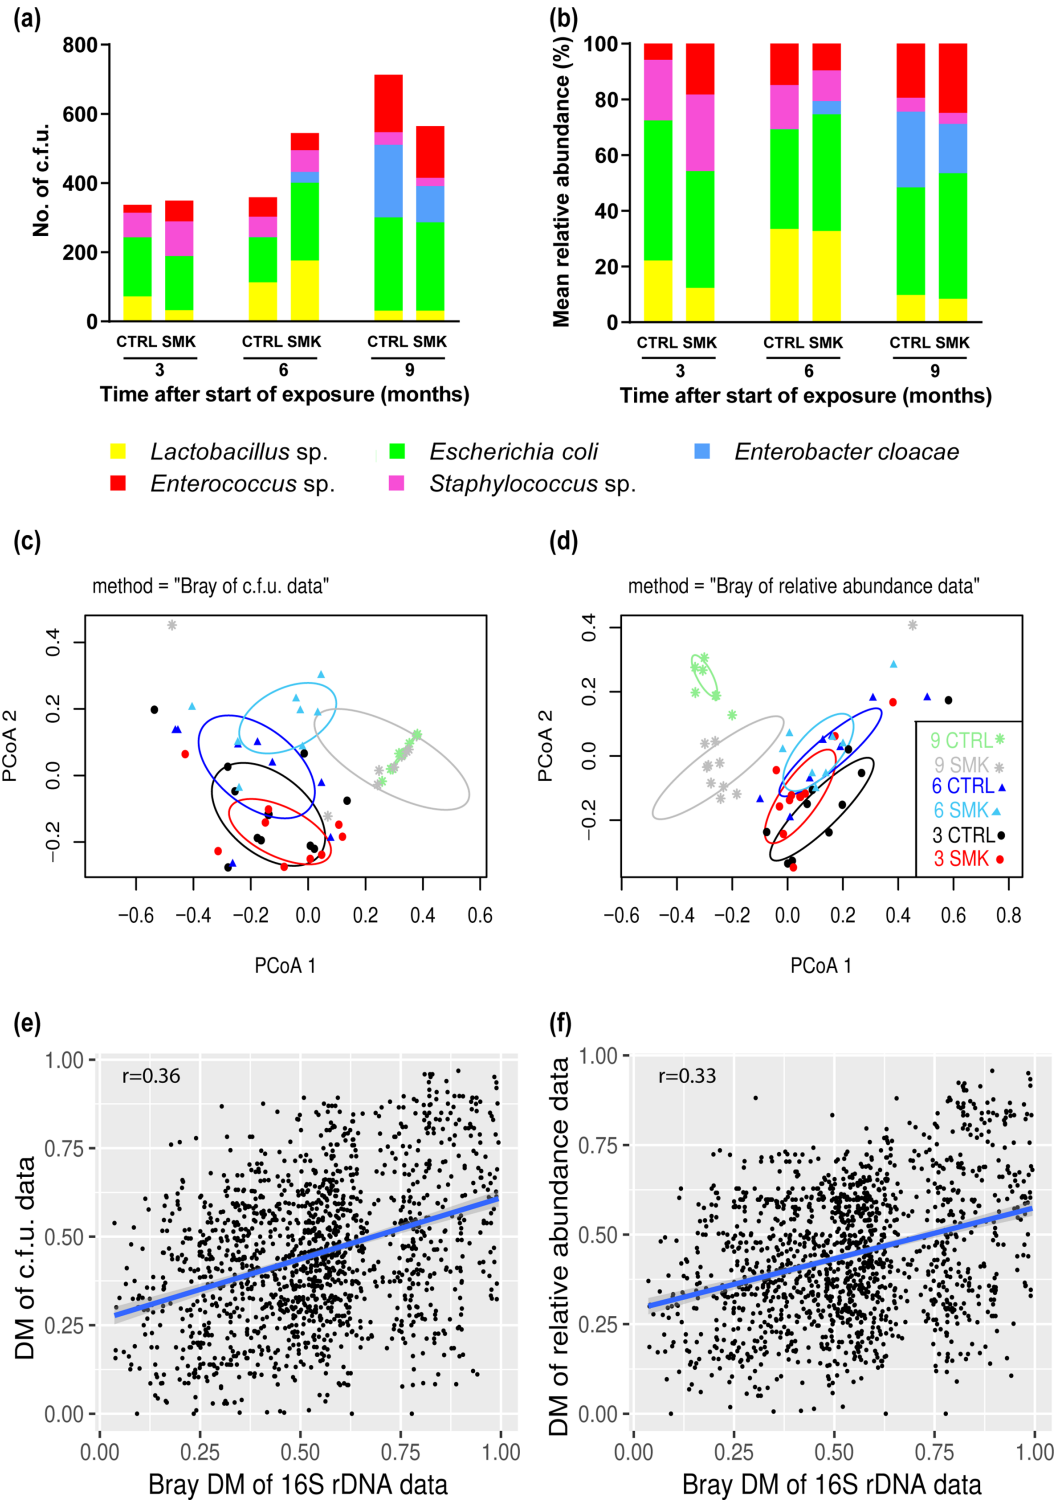 (a)
No. of c.f.u.
800
600
400
200
0
CTRL SMK CTRL SMK CTRL SMK
3 6 9
Time after start of exposure (months)
(b)
Mean relative abundance (%)
100
80
60
40
20
0
CTRL SMK CTRL SMK CTRL SMK
3 6 9
Time after start of exposure (months)
Lactobacillus sp. Escherichia coli Enterobacter cloacae
Enterococcus sp. Staphylococcus sp.
(c)
method = "Bray of c.f.u. data"
PCoA 2
0.4
0.2
0.0
−0.2
−0.6 −0.4 −0.2 0.0 0.2 0.4 0.6
PCoA 1
(d)
method = "Bray of relative abundance data"
PCoA 2
0.4
0.2
0.0
−0.2
9 CTRL
9 SMK
6 CTRL
6 SMK
3 CTRL
3 SMK
−0.6 −0.4 −0.2 0.0 0.2 0.4 0.6 0.8
PCoA 1
(e)
DM of c.f.u. data
1.00
0.75
0.50
0.25
0.00
r=0.36
0.00 0.25 0.50 0.75 1.00
Bray DM of 16S rDNA data
(f)
DM of relative abundance data
1.00
0.75
0.50
0.25
0.00
r=0.33
0.00 0.25 0.50 0.75 1.00
Bray DM of 16S rDNA data